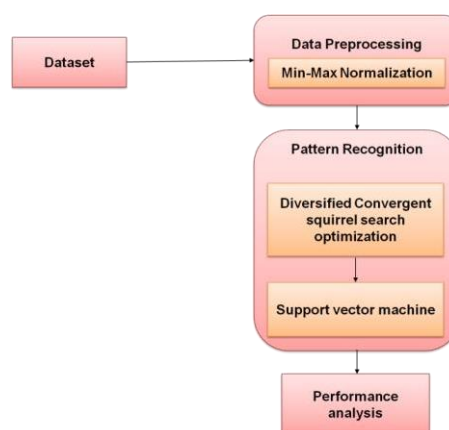 Dataset
Data Preprocessing
Min-Max Normalization
Pattern Recognition
Diversified Convergent
squirrel search
optimization
Support vector machine
Performance
analysis